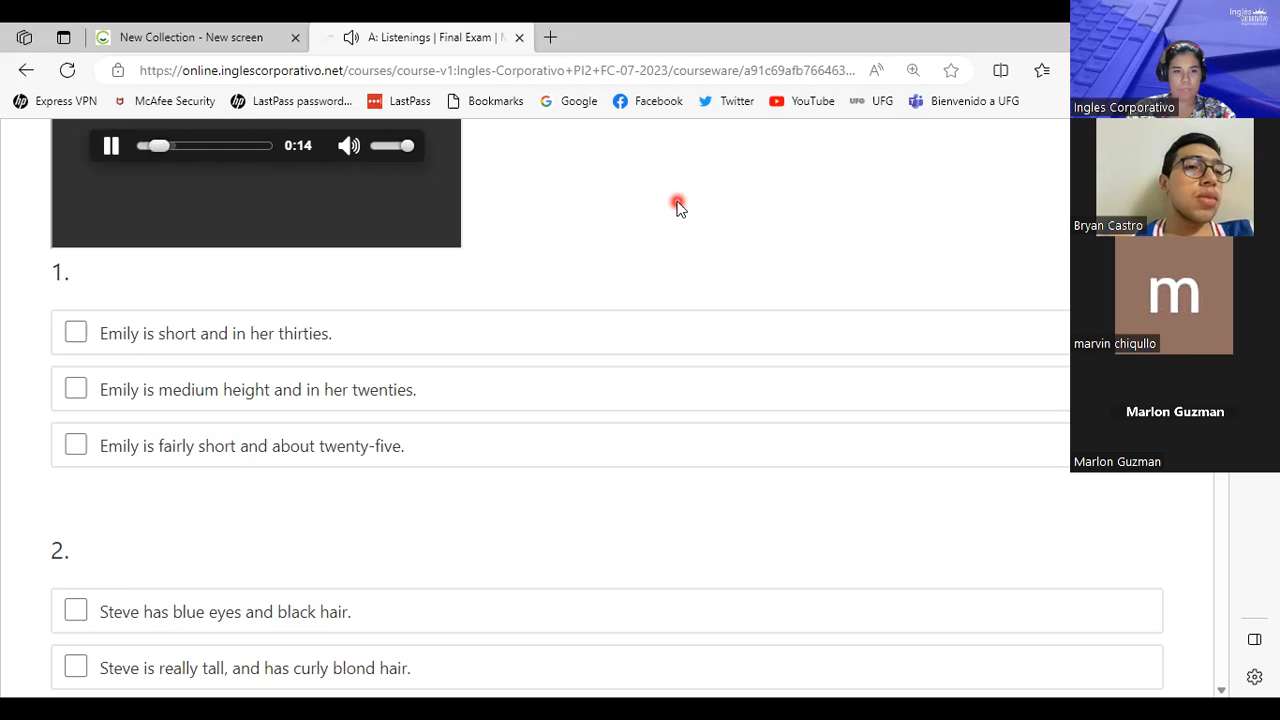 New Collection - New screen
A: Listenings | Final Exam |
https://online.inglescorporativo.net/courses/course-v1:Ingles-Corporativo+PI2+FC-07-2023/courseware/a91c69afb766463...
Express VPN
McAfee Security
LastPass password...
LastPass
Bookmarks
Google
Facebook
Twitter
YouTube
UFG
UFG
Bienvenido a UFG
0:14
1.
Emily is short and in her thirties.
Emily is medium height and in her twenties.
Emily is fairly short and about twenty-five.
2.
Steve has blue eyes and black hair.
Steve is really tall, and has curly blond hair.
Ingles Corporativo
Bryan Castro
m
marvin chiqullo
Marlon Guzman
Marlon Guzman